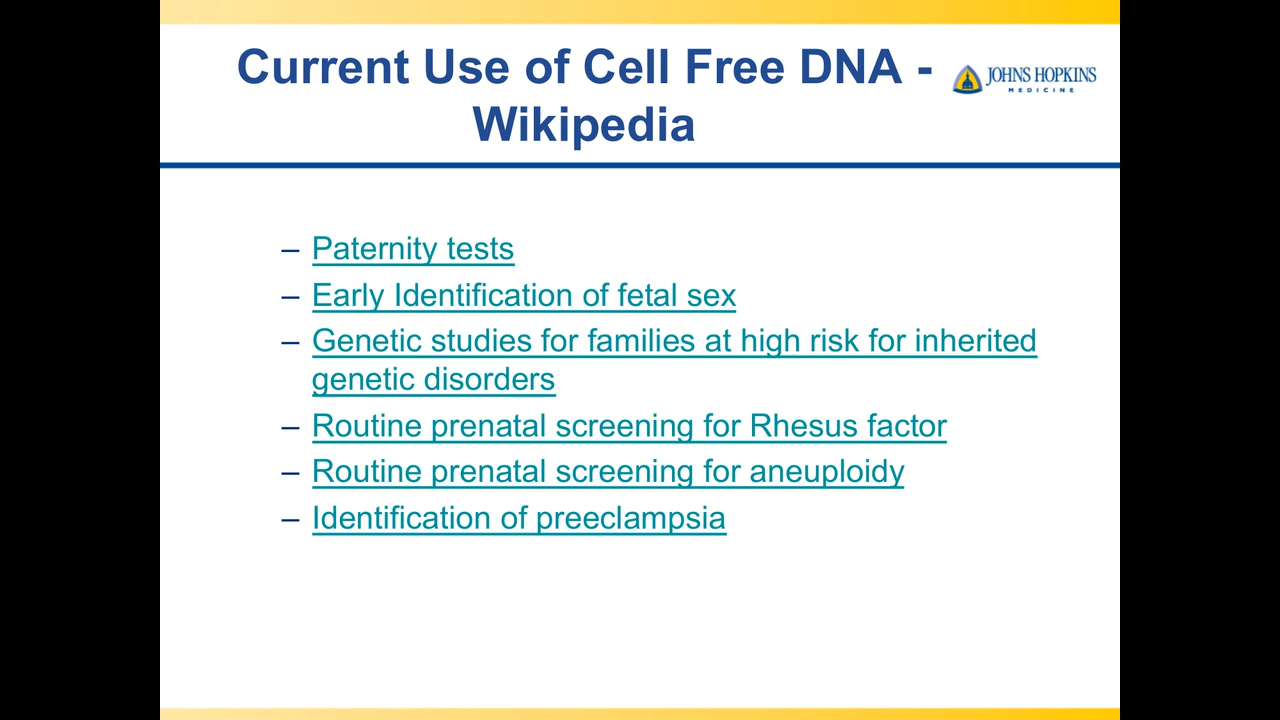 Current Use of Cell Free DNA -
Wikipedia
JOHNS HOPKINS
MEDICINE
– Paternity tests
– Early Identification of fetal sex
– Genetic studies for families at high risk for inherited
genetic disorders
– Routine prenatal screening for Rhesus factor
– Routine prenatal screening for aneuploidy
– Identification of preeclampsia